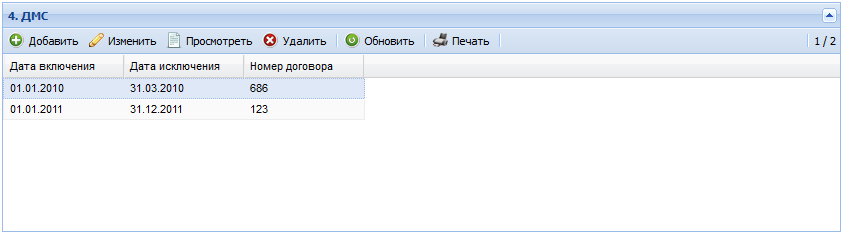 4. ДМС
Добавить Изменить Просмотреть Удалить Обновить Печать 1 / 2
Дата включения Дата исключения Номер договора
01.01.2010 31.03.2010 686
01.01.2011 31.12.2011 123